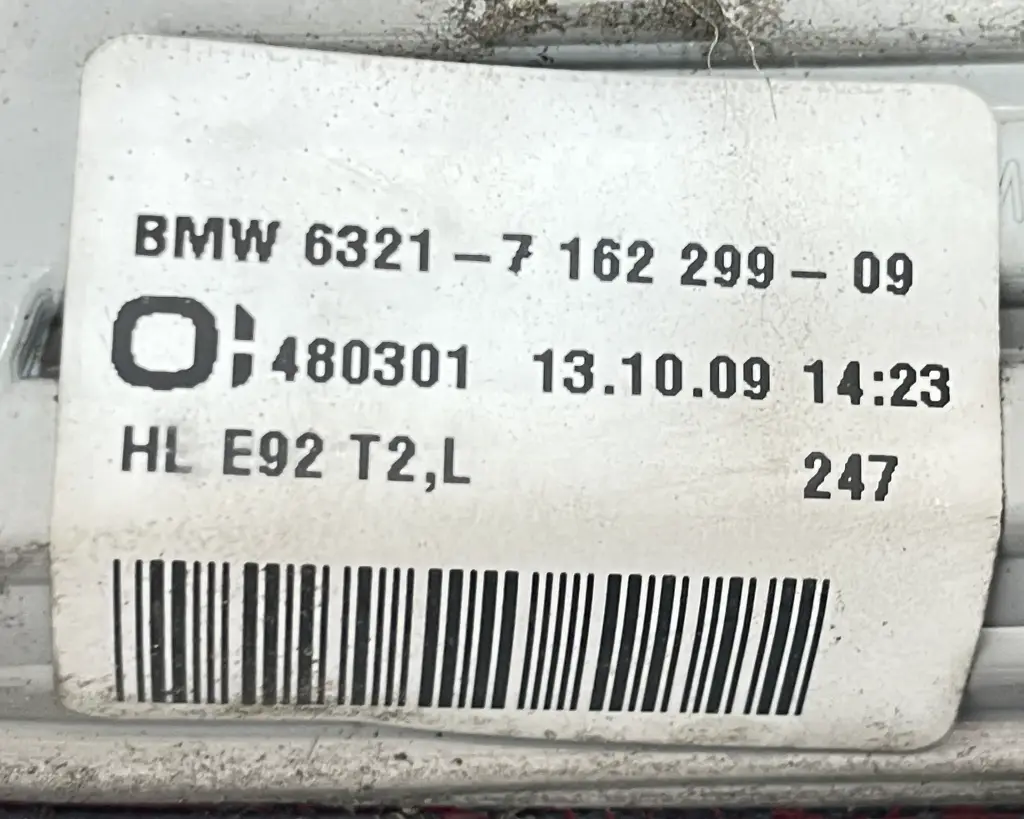 BMW 6321-7 162 299-09
480301 13.10.09 14:23
HL E92 T2,L 247